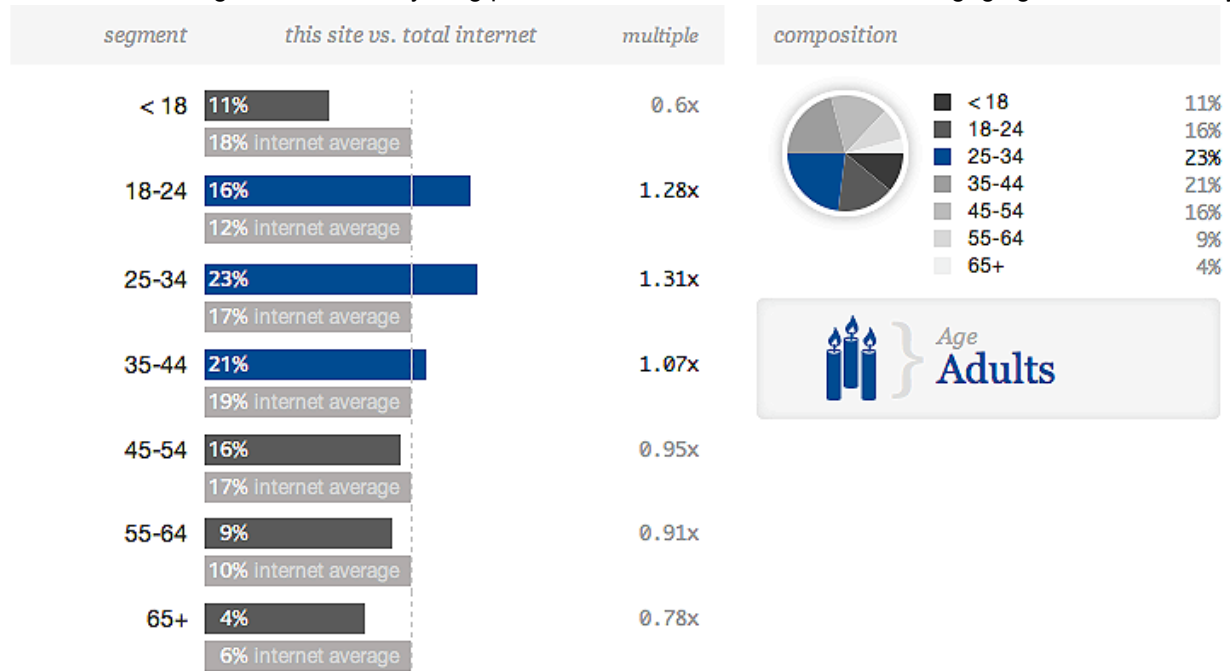 segment this site vs. total internet multiple
< 18 11% 0.6x
18% internet average
18-24 16% 1.28x
12% internet average
25-34 23% 1.31x
17% internet average
35-44 21% 1.07x
19% internet average
45-54 16% 0.95x
17% internet average
55-64 9% 0.91x
10% internet average
65+ 4% 0.78x
6% internet average
composition
< 18 11%
18-24 16%
25-34 23%
35-44 21%
45-54 16%
55-64 9%
65+ 4%
Age
Adults